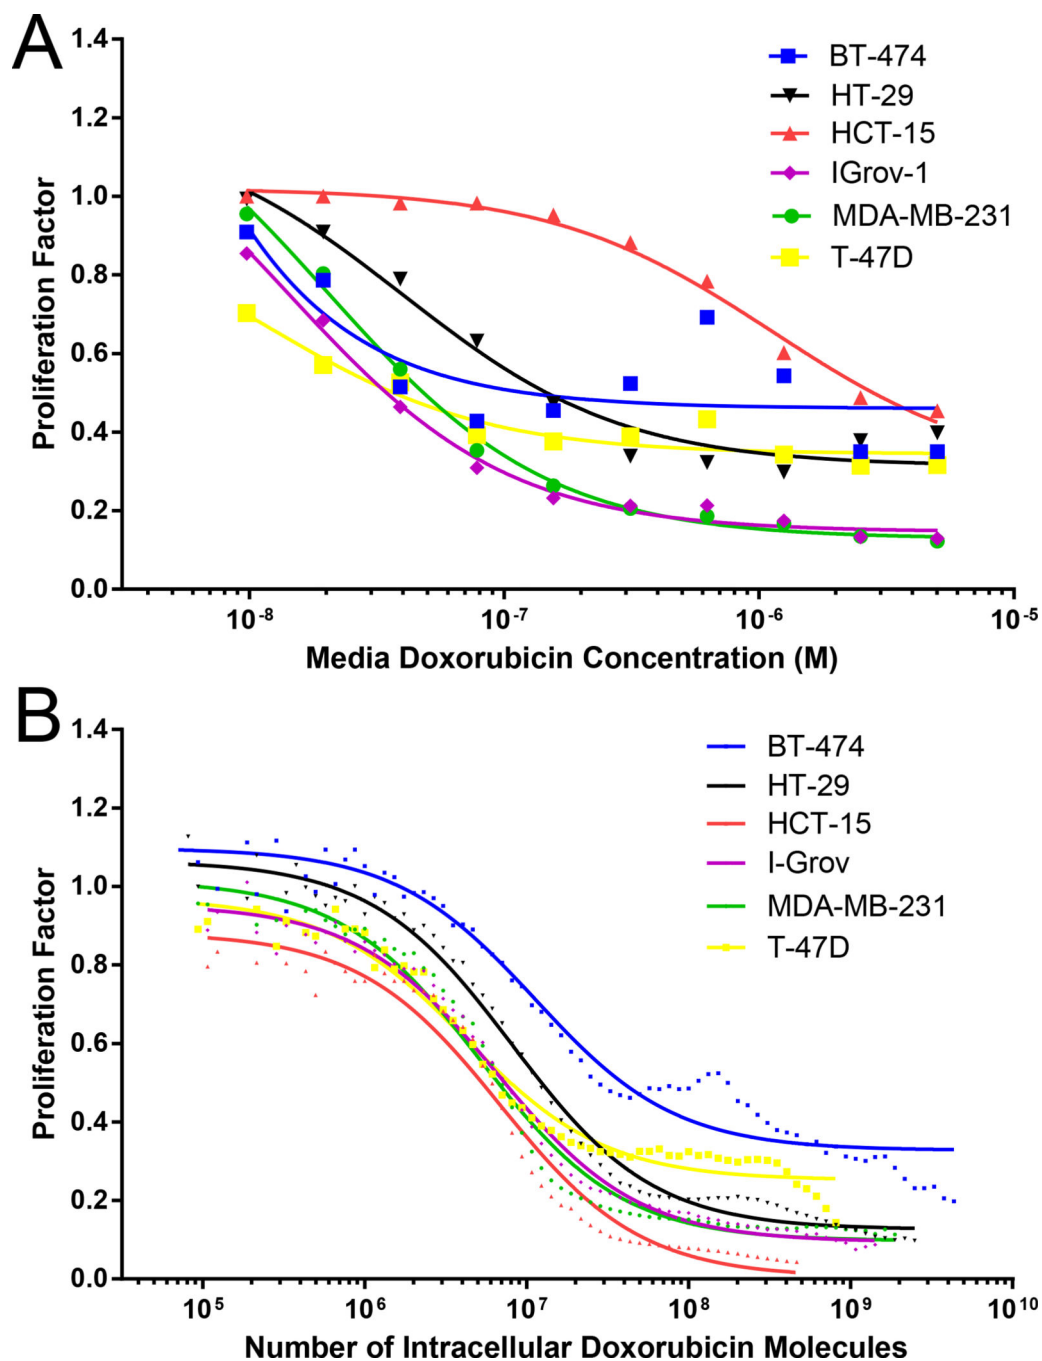 A
1.4
1.2
1.0
0.8
0.6
0.4
0.2
0.0
Proliferation Factor
BT-474
HT-29
HCT-15
IGrov-1
MDA-MB-231
T-47D
10-8
10-7
10-6
10-5
Media Doxorubicin Concentration (M)
B
1.4
1.2
1.0
0.8
0.6
0.4
0.2
0.0
Proliferation Factor
BT-474
HT-29
HCT-15
I-Grov
MDA-MB-231
T-47D
10⁵
10⁶
10⁷
10⁸
10⁹
10¹⁰
Number of Intracellular Doxorubicin Molecules